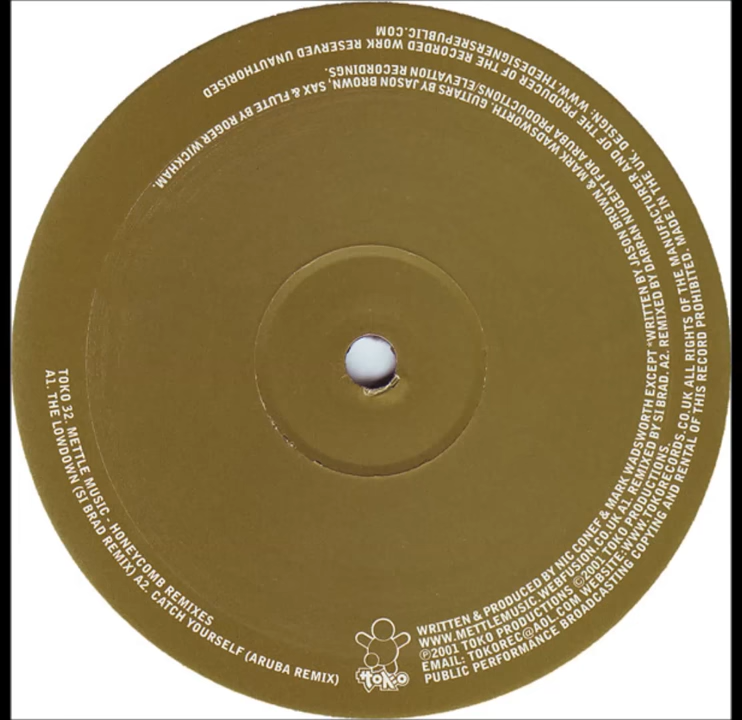 TOKO 32. METTLE MUSIC - HONEYCOMB REMIXES
A1. THE LOWDOWN (SI BRAD REMIX) A2. CATCH YOURSELF (ARUBA REMIX)
TOKO
WRITTEN & PRODUCED BY NIC CONEF & MARK WADSWORTH EXCEPT *WRITTEN BY JASON BROWN & MARK WADSWORTH. GUITARS BY JASON BROWN, SAX & FLUTE BY ROGER WICKHAM.
WWW.METTLEMUSIC.WEBFUSION.CO.UK A1. REMIXED BY SI BRAD. A2. REMIXED BY DARRAN NUGENT FOR ARUBA PRODUCTIONS/ELEVATION RECORDINGS.
℗2001 TOKO PRODUCTIONS ©2001 TOKO PRODUCTIONS.
EMAIL: TOKOREC@AOL.COM WEBSITE:WWW.TOKORECORDS.CO.UK ALL RIGHTS OF THE MANUFACTURER AND OF THE PRODUCER OF THE RECORDED WORK RESERVED UNAUTHORISED
PUBLIC PERFORMANCE BROADCASTING COPYING AND RENTAL OF THIS RECORD PROHIBITED. MADE IN THE UK. DESIGN: WWW.THEDESIGNERSREPUBLIC.COM